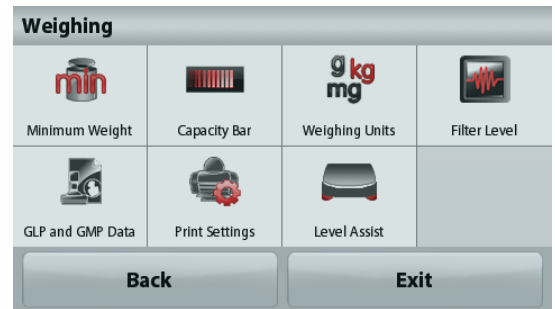 Weighing
min
g kg
mg
Minimum Weight
Capacity Bar
Weighing Units
Filter Level
GLP and GMP Data
Print Settings
Level Assist
Back
Exit